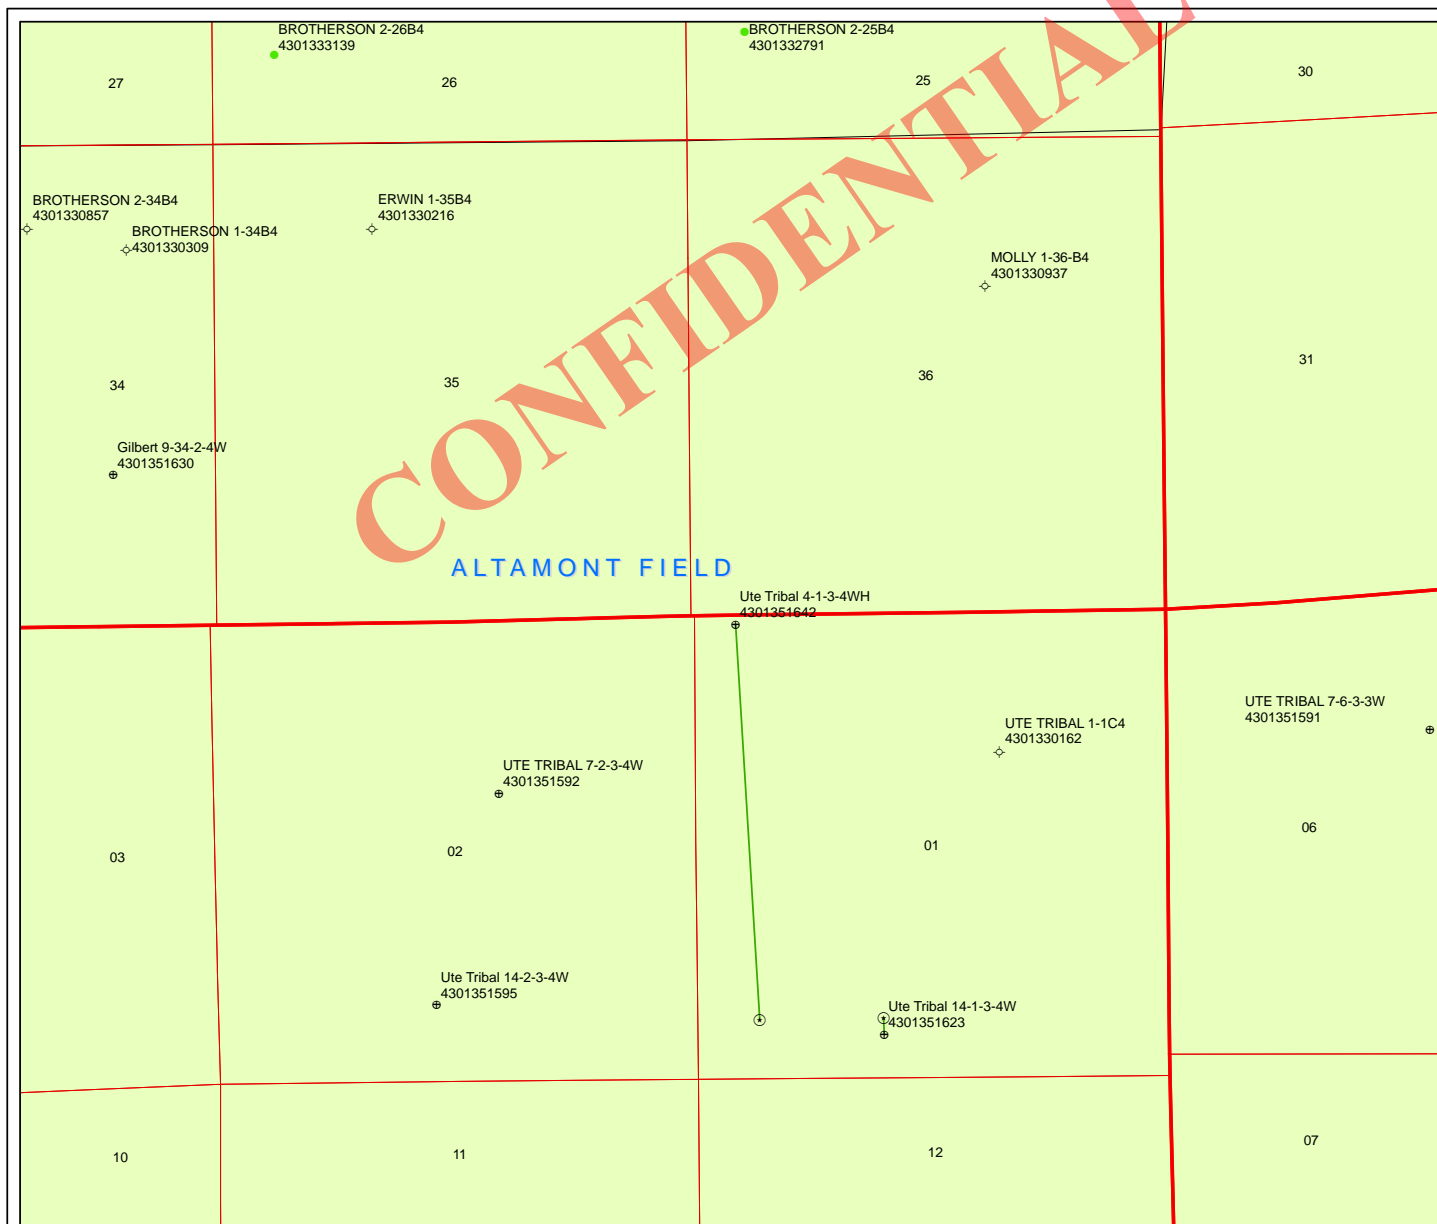 BROTHERSON 2-26B4
4301333139
BROTHERSON 2-25B4
4301332791
27
26
25
30
BROTHERSON 2-34B4
4301330857
BROTHERSON 1-34B4
4301330309
ERWIN 1-35B4
4301330216
MOLLY 1-36-B4
4301330937
34
35
36
31
Gilbert 9-34-2-4W
4301351630
CONFIDENTIAL
ALTAMONT FIELD
Ute Tribal 4-1-3-4WH
4301351642
UTE TRIBAL 1-1C4
4301330162
UTE TRIBAL 7-6-3-3W
4301351591
UTE TRIBAL 7-2-3-4W
4301351592
03
02
01
06
Ute Tribal 14-2-3-4W
4301351595
Ute Tribal 14-1-3-4W
4301351623
10
11
12
07